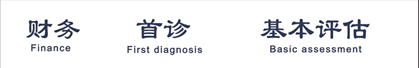 财务 首诊 基本评估
Finance First diagnosis Basic assessment